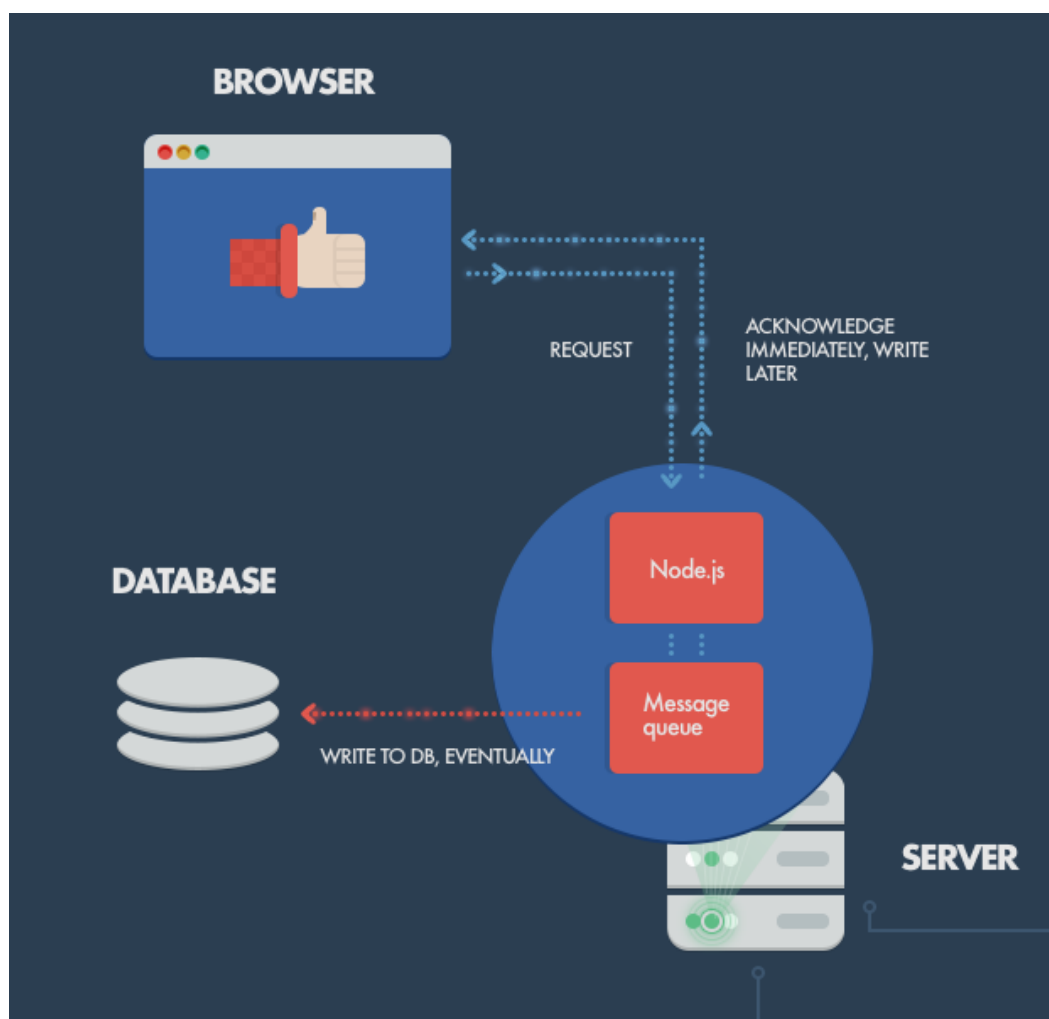 BROWSER
REQUEST
ACKNOWLEDGE
IMMEDIATELY, WRITE
LATER
Node.js
DATABASE
Message
queue
WRITE TO DB, EVENTUALLY
SERVER